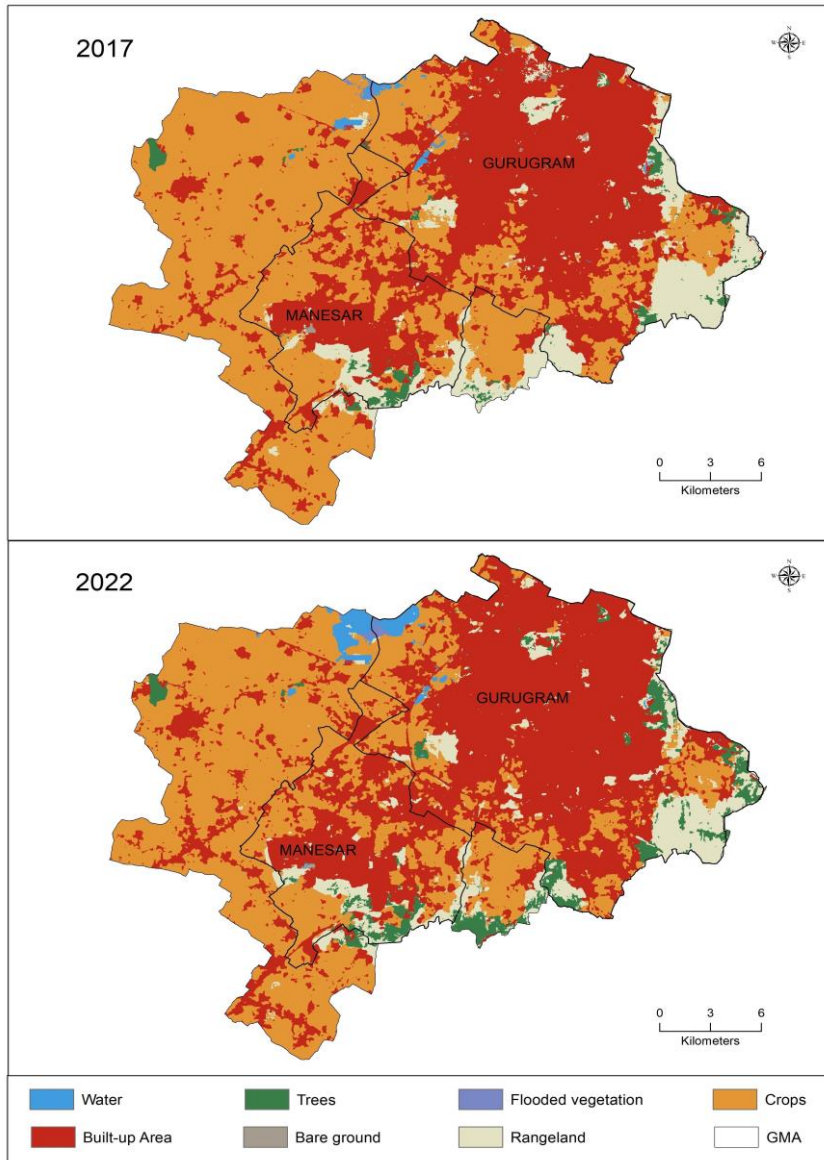 2017
N
W E
S
GURUGRAM
MANESAR
0 3 6
Kilometers
2022
N
W E
S
GURUGRAM
MANESAR
0 3 6
Kilometers
Water Trees Flooded vegetation Crops
Built-up Area Bare ground Rangeland GMA